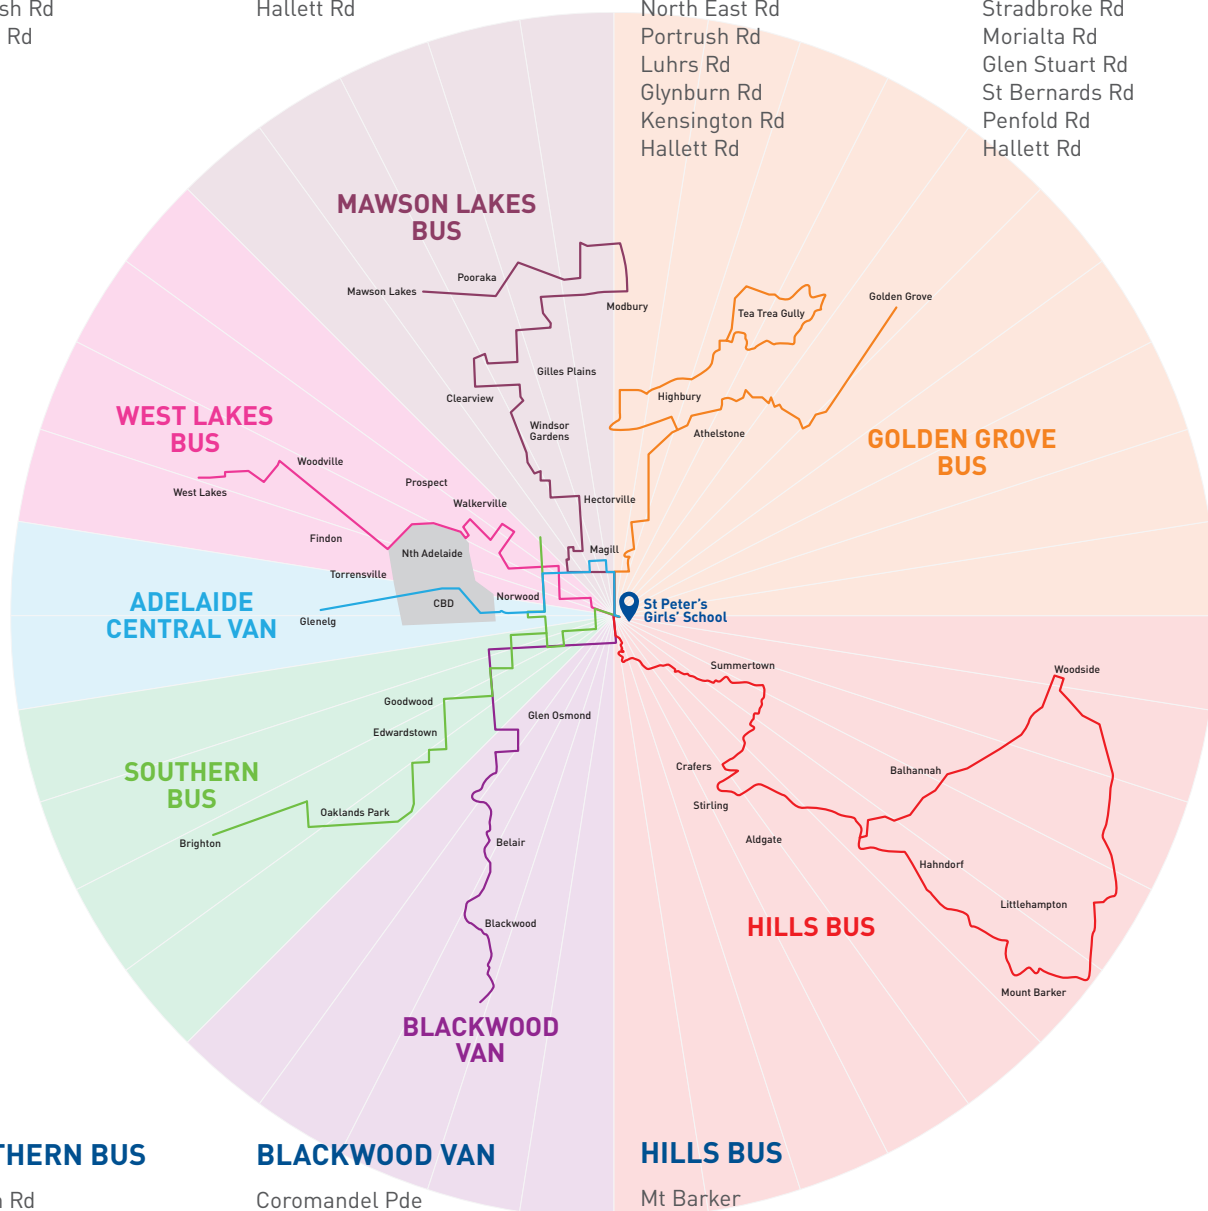 sh Rd
Rd
Hallett Rd
North East Rd
Portrush Rd
Luhrs Rd
Glynburn Rd
Kensington Rd
Hallett Rd
Stradbroke Rd
Morialta Rd
Glen Stuart Rd
St Bernards Rd
Penfold Rd
Hallett Rd
MAWSON LAKES
BUS
Pooraka
Mawson Lakes
Modbury
Gilles Plains
Clearview
Windsor
Gardens
Hectorville
Magill
Golden Grove
Tea Tree Gully
Highbury
Athelstone
GOLDEN GROVE
BUS
WEST LAKES
BUS
Woodville
West Lakes
Prospect
Walkerville
Findon
Nth Adelaide
Torrensville
ADELAIDE
CENTRAL VAN
CBD
Norwood
Glenelg
St Peter's
Girls' School
Goodwood
Edwardstown
Glen Osmond
SOUTHERN
BUS
Oaklands Park
Brighton
Belair
Blackwood
BLACKWOOD
VAN
Summertown
Woodside
Crafers
Balhannah
Stirling
Aldgate
Hahndorf
Littlehampton
HILLS BUS
Mount Barker
THERN BUS
n Rd
BLACKWOOD VAN
Coromandel Pde
HILLS BUS
Mt Barker